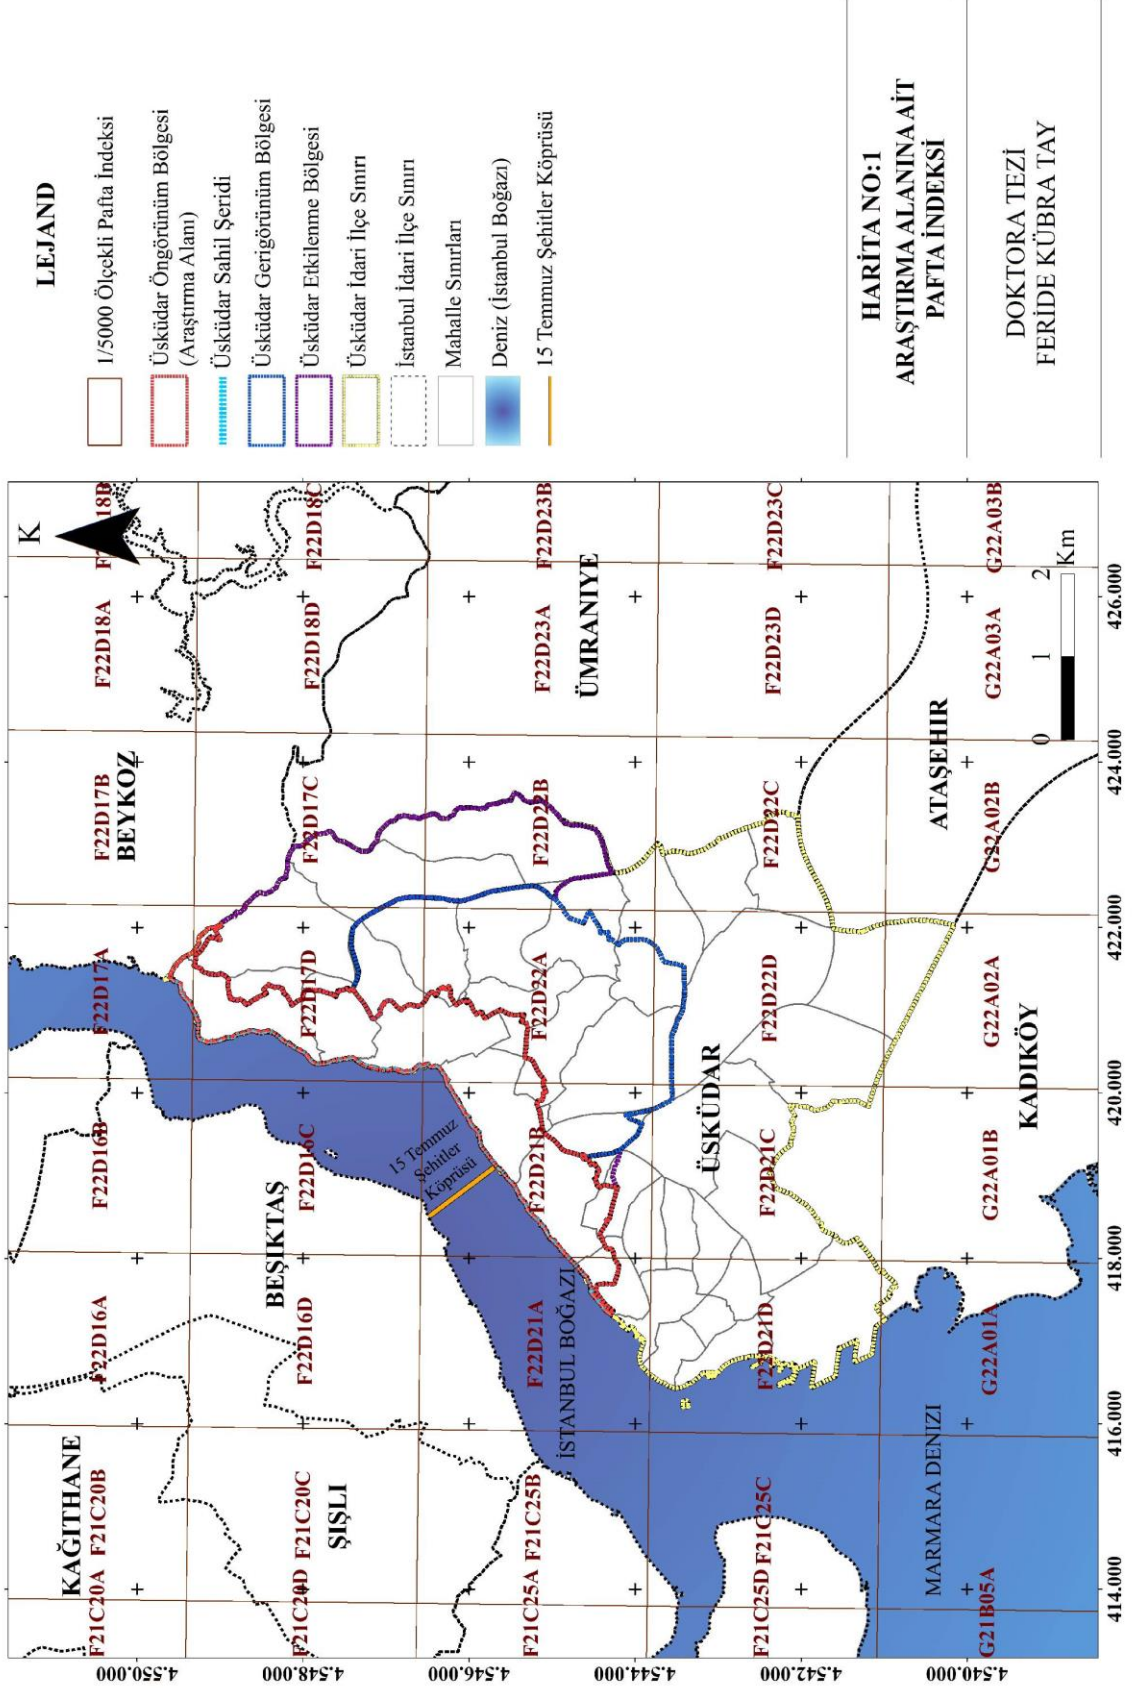 LEJAND
1/5000 Ölçekli Pafta İndeksi
Üsküdar Öngörünüm Bölgesi
(Araştırma Alanı)
Üsküdar Sahil Şeridi
Üsküdar Gerigörünüm Bölgesi
Üsküdar Etkilenme Bölgesi
Üsküdar İdari İlçe Sınırı
İstanbul İdari İlçe Sınırı
Mahalle Sınırları
Deniz (İstanbul Boğazı)
15 Temmuz Şehitler Köprüsü
HARİTA NO:1
ARAŞTIRMA ALANINA AİT
PAFTA İNDEKSİ
DOKTORA TEZİ
FERİDE KÜBRA TAY
K
KAĞITHANE
BEYKOZ
F21C20A F21C20B F22D16A F22D16B F22D17A F22D17B F22D18A
BEŞİKTAŞ
ŞIŞLI
F21C20D F21C20C F22D16D F22D16C F22D17D F22D17C F22D18D F22D18C
15 Temmuz
Şehitler
Köprüsü
F21C25A F21C25B F22D21A F22D21B F22D22A F22D22B F22D23A F22D23B
İSTANBUL BOĞAZI
ÜMRANIYE
ÜSKÜDAR
F21C25D F21C25C F22D21D F22D21C F22D22D F22D22C F22D23D F22D23C
MARMARA DENIZI
ATAŞEHIR
G21B05A G22A01A G22A01B G22A02A G22A02B G22A03A G22A03B
KADIKÖY
0 1 2
Km
4.550.000
4.548.000
4.546.000
4.544.000
4.542.000
4.540.000
414.000 416.000 418.000 420.000 422.000 424.000 426.000